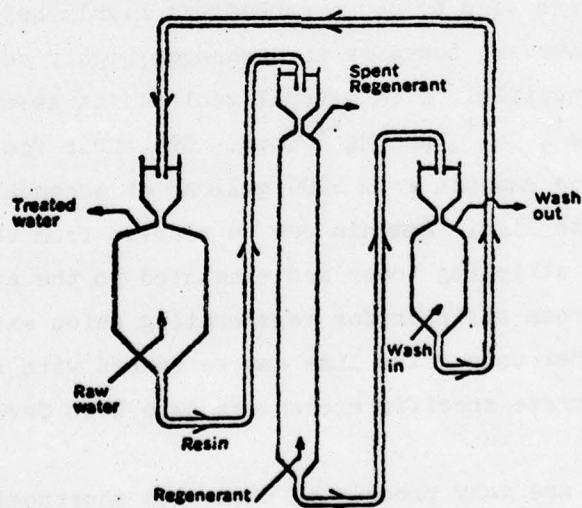 Spent
Regenerant
Treated
water
Wash
out
Wash
in
Raw
water
Resin
Regenerant